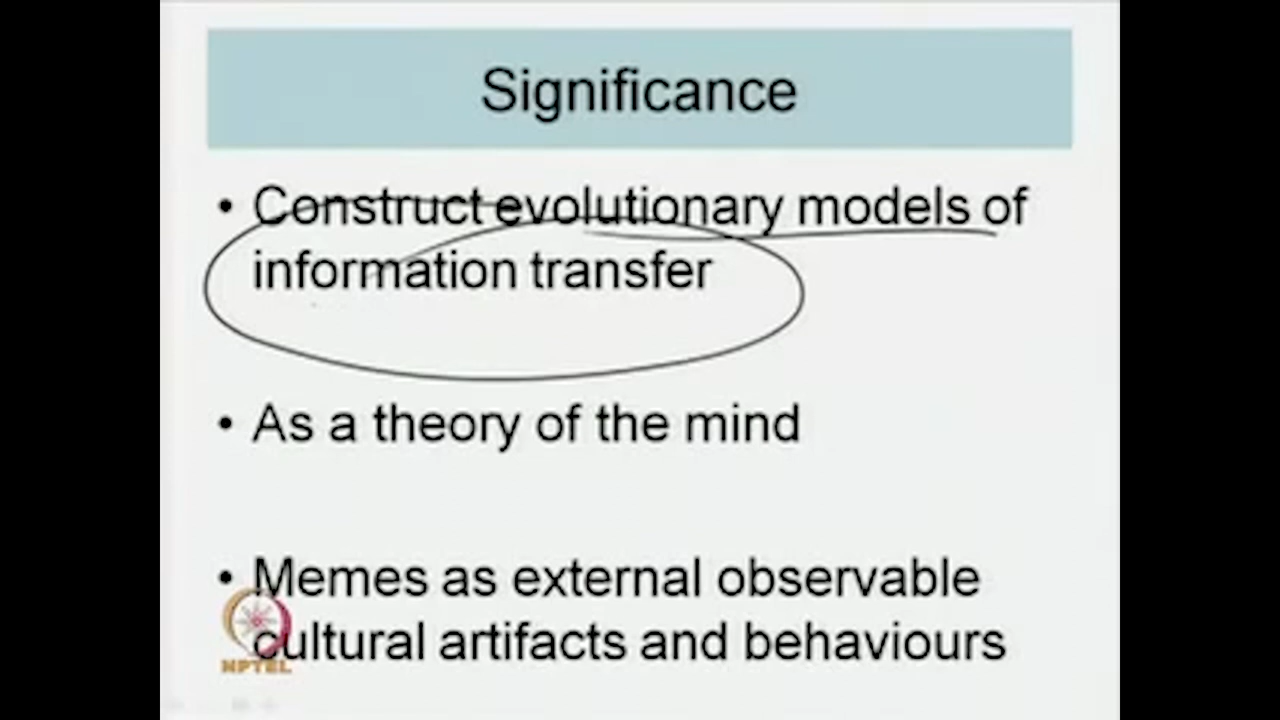 Significance
• Construct evolutionary models of
information transfer
• As a theory of the mind
• Memes as external observable
cultural artifacts and behaviours
NPTEL